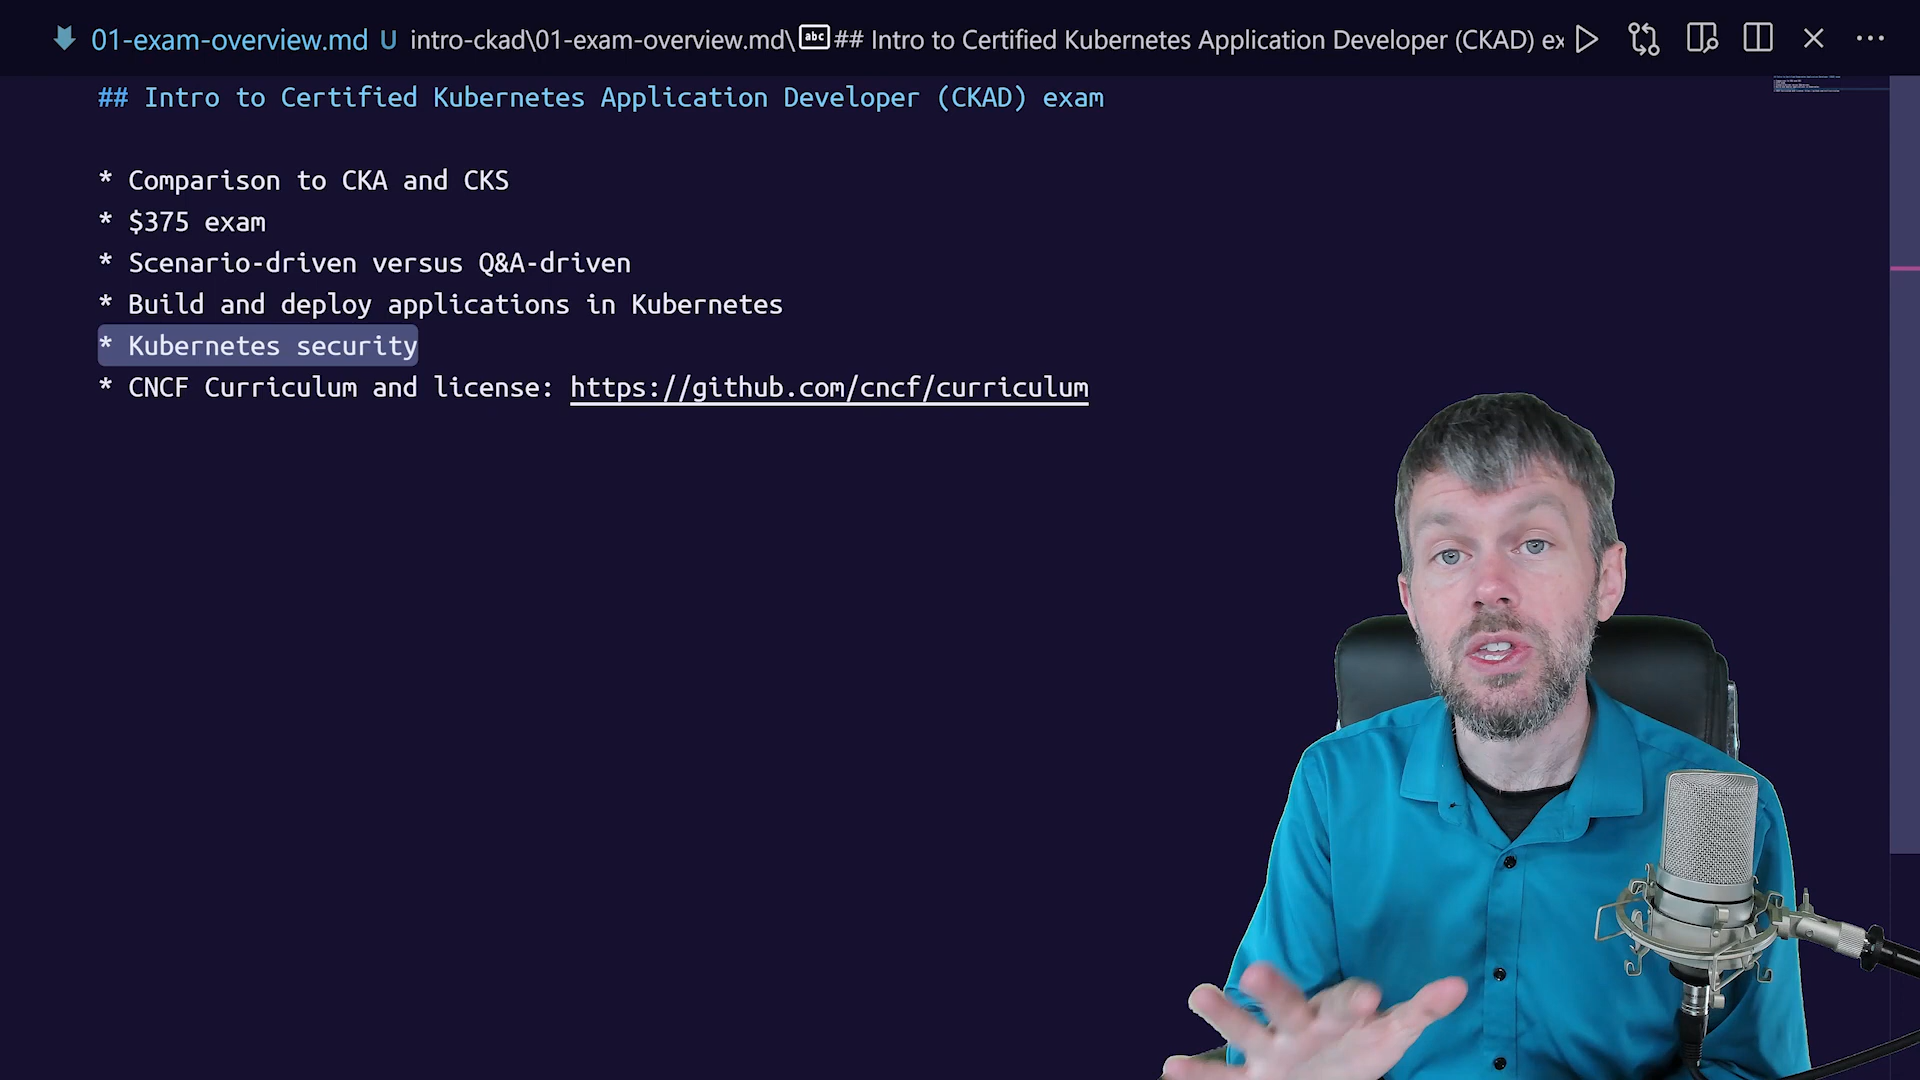 01-exam-overview.md U intro-ckad\01-exam-overview.md\ abc ## Intro to Certified Kubernetes Application Developer (CKAD) ex
## Intro to Certified Kubernetes Application Developer (CKAD) exam
* Comparison to CKA and CKS
* $375 exam
* Scenario-driven versus Q&A-driven
* Build and deploy applications in Kubernetes
* Kubernetes security
* CNCF Curriculum and license: https://github.com/cncf/curriculum